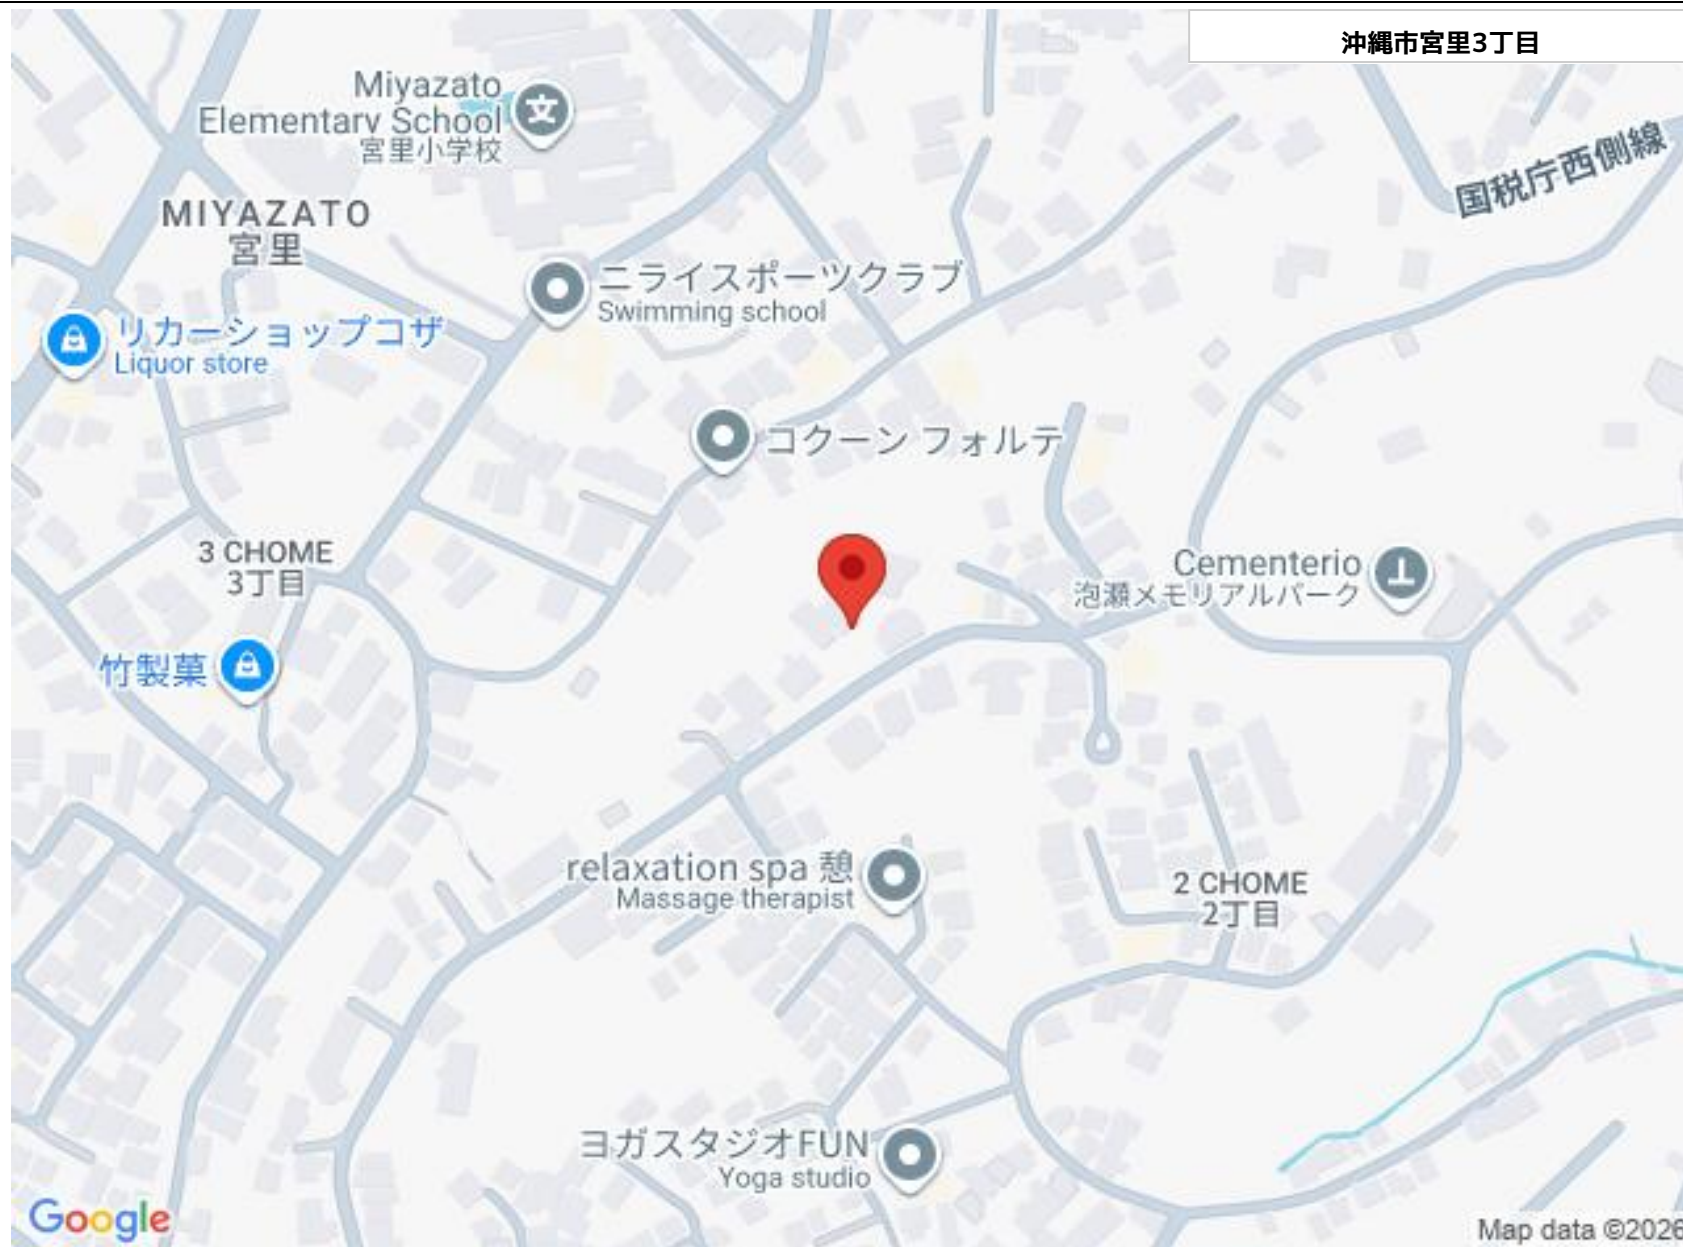 沖縄市宮里3丁目
Miyazato
Elementary School
宮里小学校
国税庁西側線
MIYAZATO
宮里
ニライスポーツクラブ
Swimming school
リカーショップコザ
Liquor store
コクーン フォルテ
3 CHOME
3丁目
Cementerio
泡瀬メモリアルパーク
竹製菓
relaxation spa 憩
Massage therapist
2 CHOME
2丁目
ヨガスタジオFUN
Yoga studio
Google
Map data ©2026